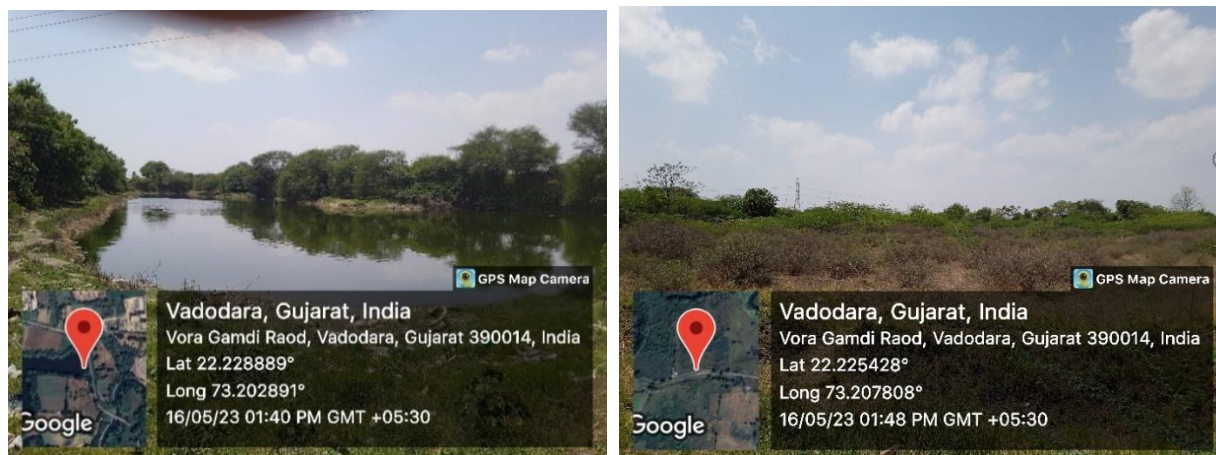 GPS Map Camera
Vadodara, Gujarat, India
Vora Gamdi Raod, Vadodara, Gujarat 390014, India
Lat 22.228889°
Long 73.202891°
16/05/23 01:40 PM GMT +05:30
Google
GPS Map Camera
Vadodara, Gujarat, India
Vora Gamdi Raod, Vadodara, Gujarat 390014, India
Lat 22.225428°
Long 73.207808°
16/05/23 01:48 PM GMT +05:30
Google